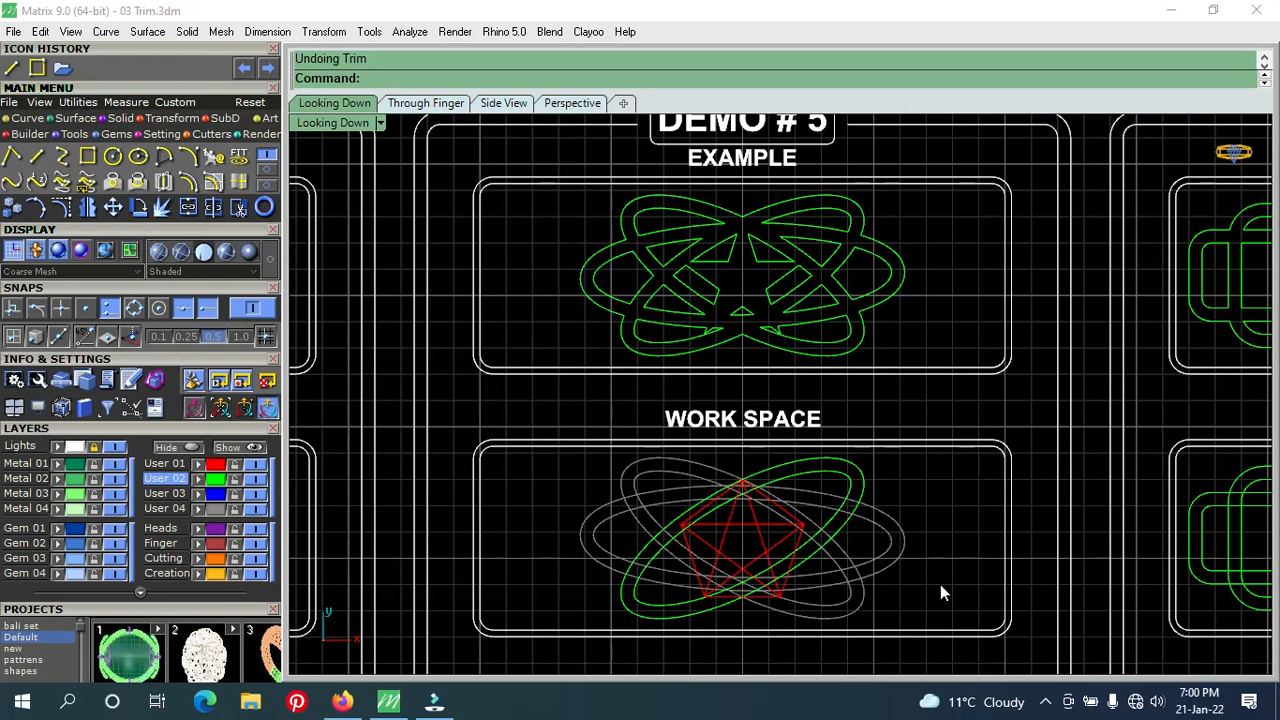 Matrix 9.0 (64-bit) - 03 Trim.3dm
File Edit View Curve Surface Solid Mesh Dimension Transform Tools Analyze Render Rhino 5.0 Blend Clayoo Help
ICON HISTORY
Undoing Trim
Command:
MAIN MENU
File View Utilities Measure Custom Reset
Curve Surface Solid Transform SubD Art
Builder Tools Gems Setting Cutters Render
FIT
Looking Down Through Finger Side View Perspective
Looking Down
DEMO # 5
EXAMPLE
WORK SPACE
DISPLAY
Coarse Mesh Shaded
SNAPS
0.1 0.25 0.5 1.0
INFO & SETTINGS
LAYERS
Lights Hide Show
Metal 01 User 01
Metal 02 User 02
Metal 03 User 03
Metal 04 User 04
Gem 01 Heads
Gem 02 Finger
Gem 03 Cutting
Gem 04 Creation
PROJECTS
bali set
Default
new
pattrens
shapes
1 2 3
y
x
11°C Cloudy
7:00 PM
21-Jan-22